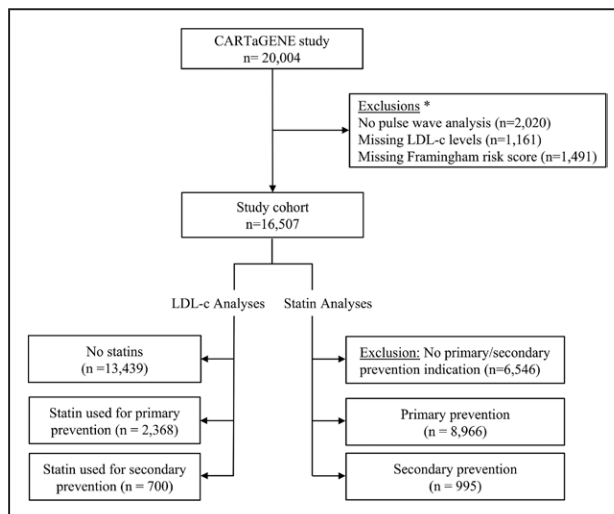 CARTaGENE study
n= 20,004
Exclusions *
No pulse wave analysis (n=2,020)
Missing LDL-c levels (n=1,161)
Missing Framingham risk score (n=1,491)
Study cohort
n=16,507
LDL-c Analyses
Statin Analyses
No statins
(n =13,439)
Exclusion: No primary/secondary
prevention indication (n=6,546)
Statin used for primary
prevention (n = 2,368)
Primary prevention
(n = 8,966)
Statin used for secondary
prevention (n = 700)
Secondary prevention
(n = 995)